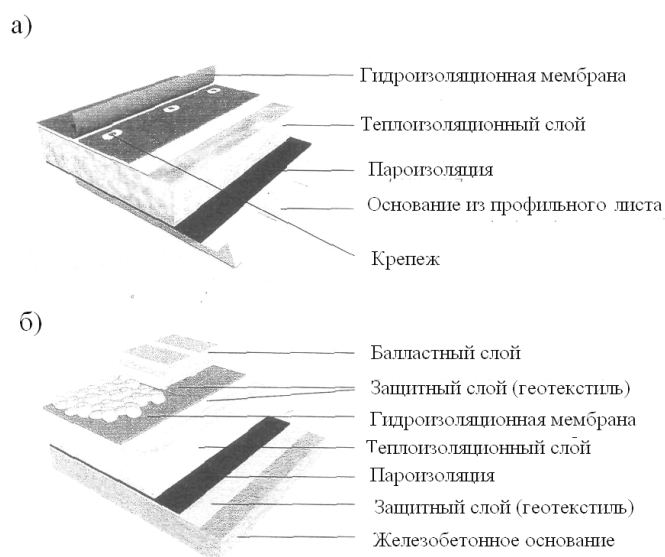 а)
Гидроизоляционная мембрана
Теплоизоляционный слой
Пароизоляция
Основание из профильного листа
Крепеж
б)
Балластный слой
Защитный слой (геотекстиль)
Гидроизоляционная мембрана
Теплоизоляционный слой
Пароизоляция
Защитный слой (геотекстиль)
Железобетонное основание